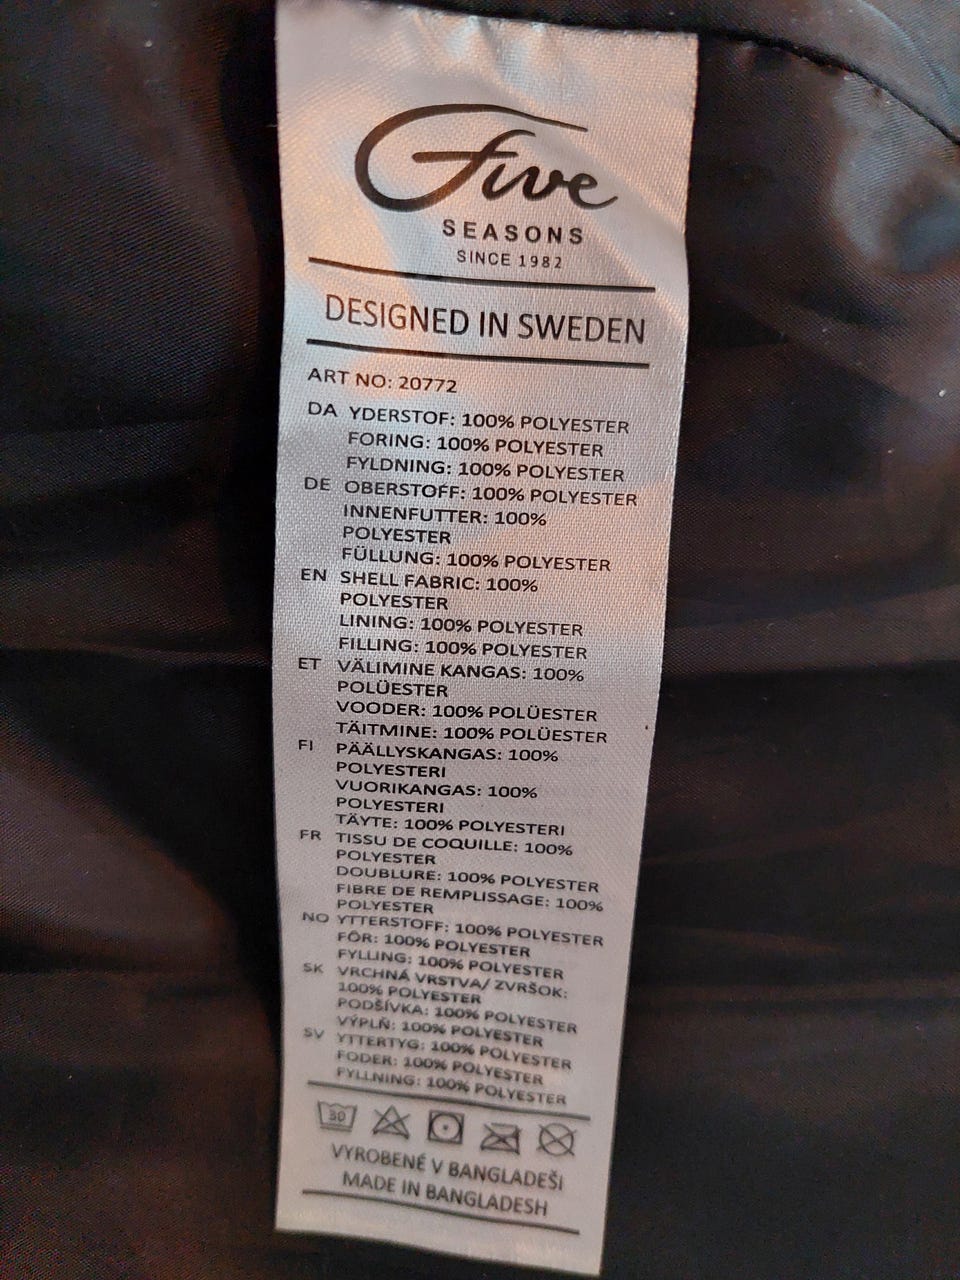 Five
SEASONS
SINCE 1982
DESIGNED IN SWEDEN
ART NO: 20772
DA YDERSTOF: 100% POLYESTER
FORING: 100% POLYESTER
FYLDNING: 100% POLYESTER
DE OBERSTOFF: 100% POLYESTER
INNENFUTTER: 100%
POLYESTER
FÜLLUNG: 100% POLYESTER
EN SHELL FABRIC: 100%
POLYESTER
LINING: 100% POLYESTER
FILLING: 100% POLYESTER
ET VÄLIMINE KANGAS: 100%
POLÜESTER
VOODER: 100% POLÜESTER
TÄITMINE: 100% POLÜESTER
FI PÄÄLLYSKANGAS: 100%
POLYESTERI
VUORIKANGAS: 100%
POLYESTERI
TÄYTE: 100% POLYESTERI
FR TISSU DE COQUILLE: 100%
POLYESTER
DOUBLURE: 100% POLYESTER
FIBRE DE REMPLISSAGE: 100%
POLYESTER
NO YTTERSTOFF: 100% POLYESTER
FÔR: 100% POLYESTER
FYLLING: 100% POLYESTER
SK VRCHNÁ VRSTVA/ ZVRŠOK:
100% POLYESTER
PODŠÍVKA: 100% POLYESTER
VÝPLŇ: 100% POLYESTER
SV YTTERTYG: 100% POLYESTER
FODER: 100% POLYESTER
FYLLNING: 100% POLYESTER
30
VYROBENÉ V BANGLADEŠI
MADE IN BANGLADESH